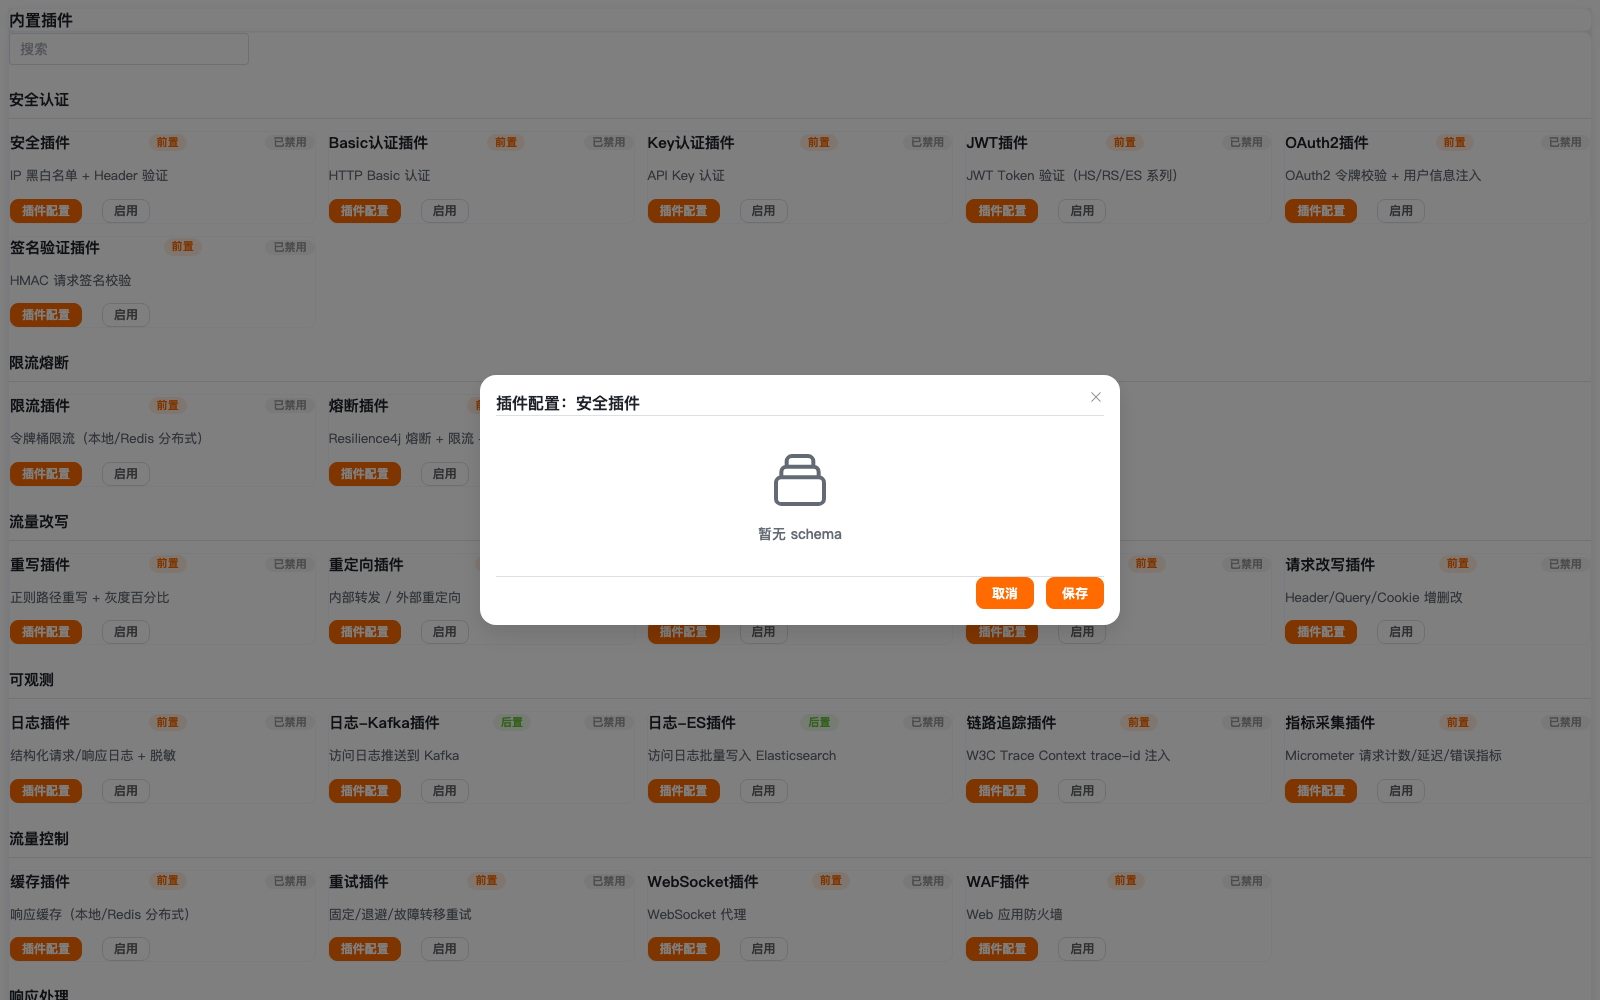 内置插件
搜索
安全认证
安全插件 前置 已禁用
IP 黑白名单 + Header 验证
插件配置 启用
Basic认证插件 前置 已禁用
HTTP Basic 认证
插件配置 启用
Key认证插件 前置 已禁用
API Key 认证
插件配置 启用
JWT插件 前置 已禁用
JWT Token 验证（HS/RS/ES 系列）
插件配置 启用
OAuth2插件 前置 已禁用
OAuth2 令牌校验 + 用户信息注入
插件配置 启用
签名验证插件 前置 已禁用
HMAC 请求签名校验
插件配置 启用
限流熔断
限流插件 前置 已禁用
令牌桶限流（本地/Redis 分布式）
插件配置 启用
熔断插件
Resilience4j 熔断 + 限流
插件配置 启用
插件配置：安全插件
暂无 schema
取消 保存
流量改写
重写插件 前置 已禁用
正则路径重写 + 灰度百分比
插件配置 启用
重定向插件
内部转发 / 外部重定向
插件配置 启用
插件配置 启用
前置 已禁用
插件配置 启用
请求改写插件 前置 已禁用
Header/Query/Cookie 增删改
插件配置 启用
可观测
日志插件 前置 已禁用
结构化请求/响应日志 + 脱敏
插件配置 启用
日志-Kafka插件 后置 已禁用
访问日志推送到 Kafka
插件配置 启用
日志-ES插件 后置 已禁用
访问日志批量写入 Elasticsearch
插件配置 启用
链路追踪插件 前置 已禁用
W3C Trace Context trace-id 注入
插件配置 启用
指标采集插件 前置 已禁用
Micrometer 请求计数/延迟/错误指标
插件配置 启用
流量控制
缓存插件 前置 已禁用
响应缓存（本地/Redis 分布式）
插件配置 启用
重试插件 前置 已禁用
固定/退避/故障转移重试
插件配置 启用
WebSocket插件 前置 已禁用
WebSocket 代理
插件配置 启用
WAF插件 前置 已禁用
Web 应用防火墙
插件配置 启用
响应处理